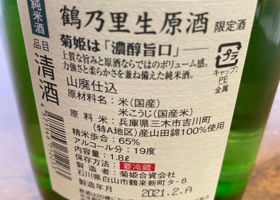 純米酒
品目
清酒
鶴乃里生原酒 限定酒
菊姫は「濃醇旨口」
上質な旨みと原酒ならではのボリューム感。
力強さと柔らかさを兼ね備えた純米酒。
山廃仕込
原材料名：米(国産)
米こうじ(国産米)
原料米：兵庫県三木市吉川町
(特A地区)産山田錦100%使用
精米歩合：65%
アルコール分：19度
内容量：1.8ℓ
保存方法：要冷蔵
製造者：菊姫合資会社
石川県白山市鶴来新町タ-8
製造年月 2021.2.A
キャップ：
PE
金属